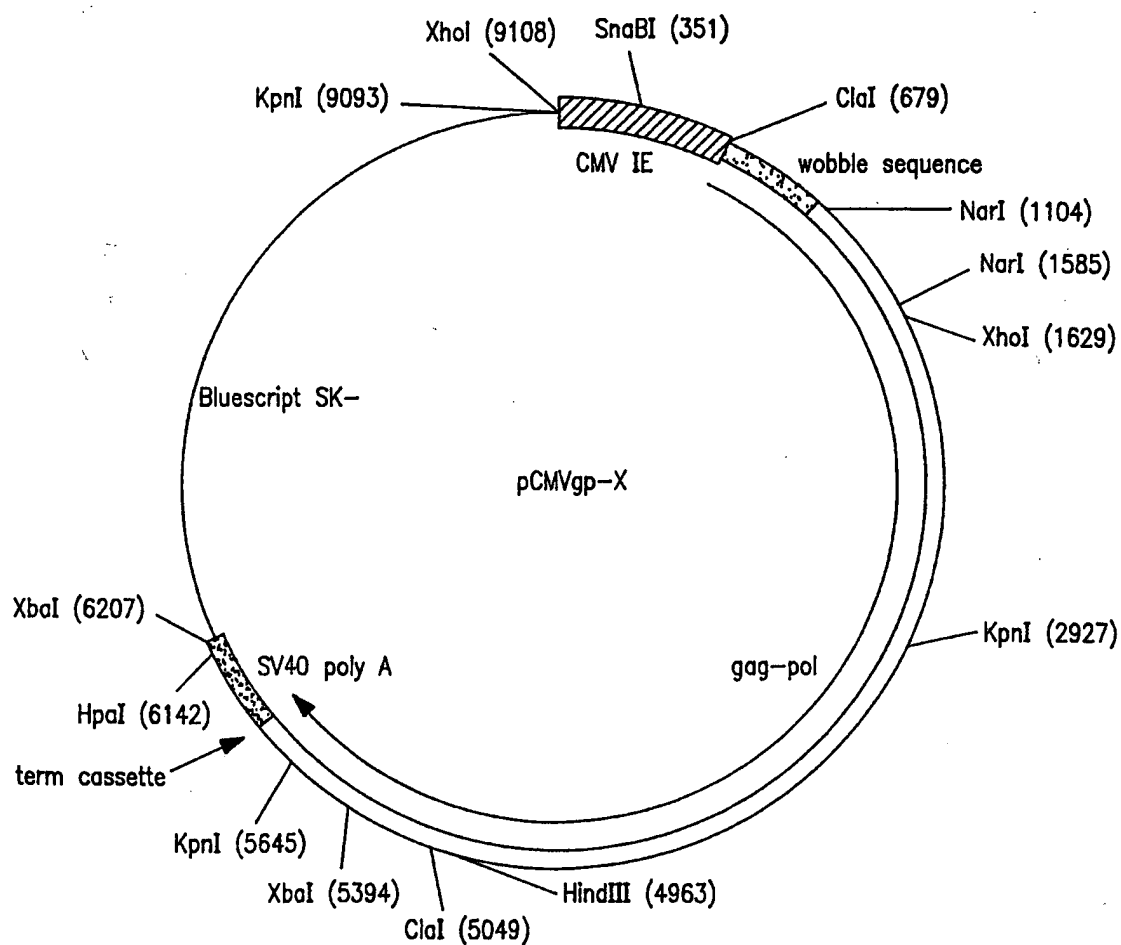 XhoI (9108)
SnaBI (351)
KpnI (9093)
ClaI (679)
CMV IE
wobble sequence
NarI (1104)
NarI (1585)
XhoI (1629)
Bluescript SK-
pCMVgp-X
KpnI (2927)
XbaI (6207)
SV40 poly A
gag-pol
HpaI (6142)
term cassette
KpnI (5645)
XbaI (5394)
HindIII (4963)
ClaI (5049)